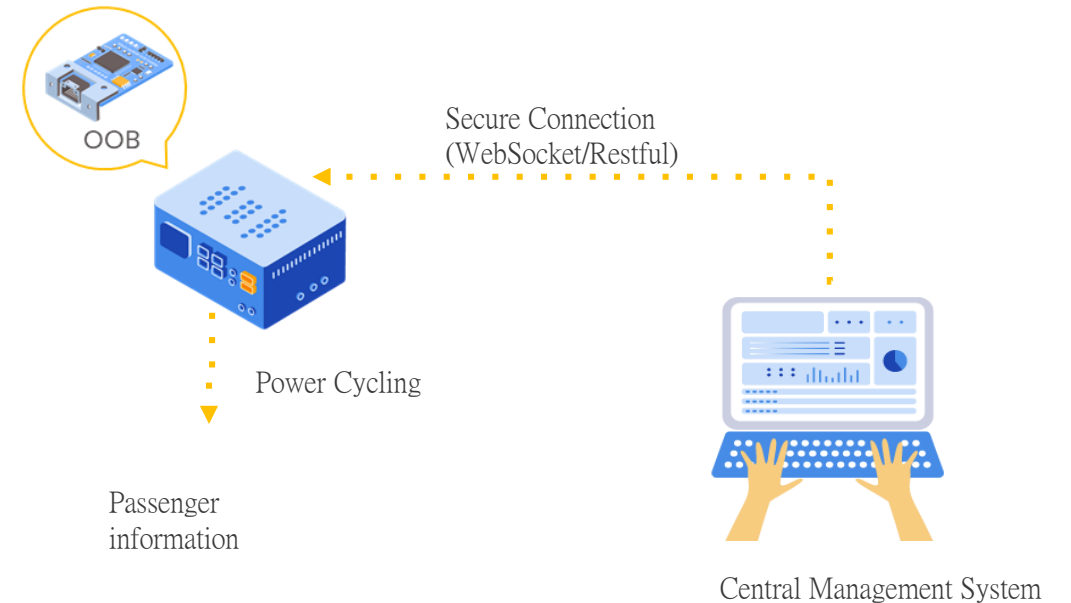 OOB
Secure Connection
(WebSocket/Restful)
Power Cycling
Passenger
information
Central Management System